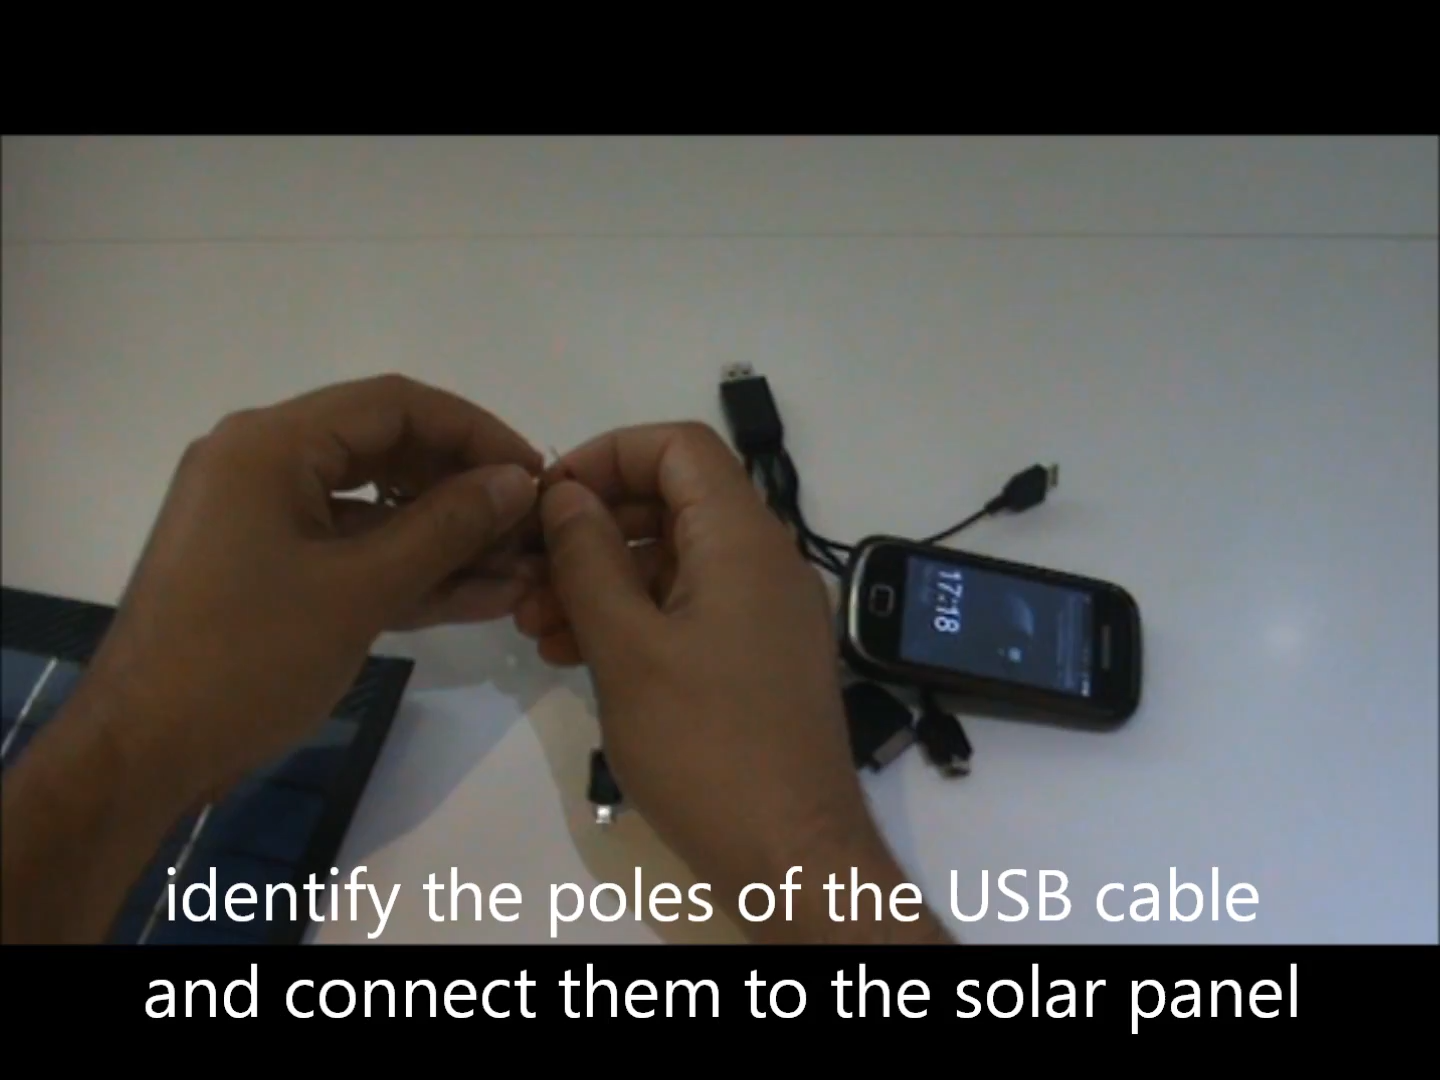 17:18
identify the poles of the USB cable
and connect them to the solar panel